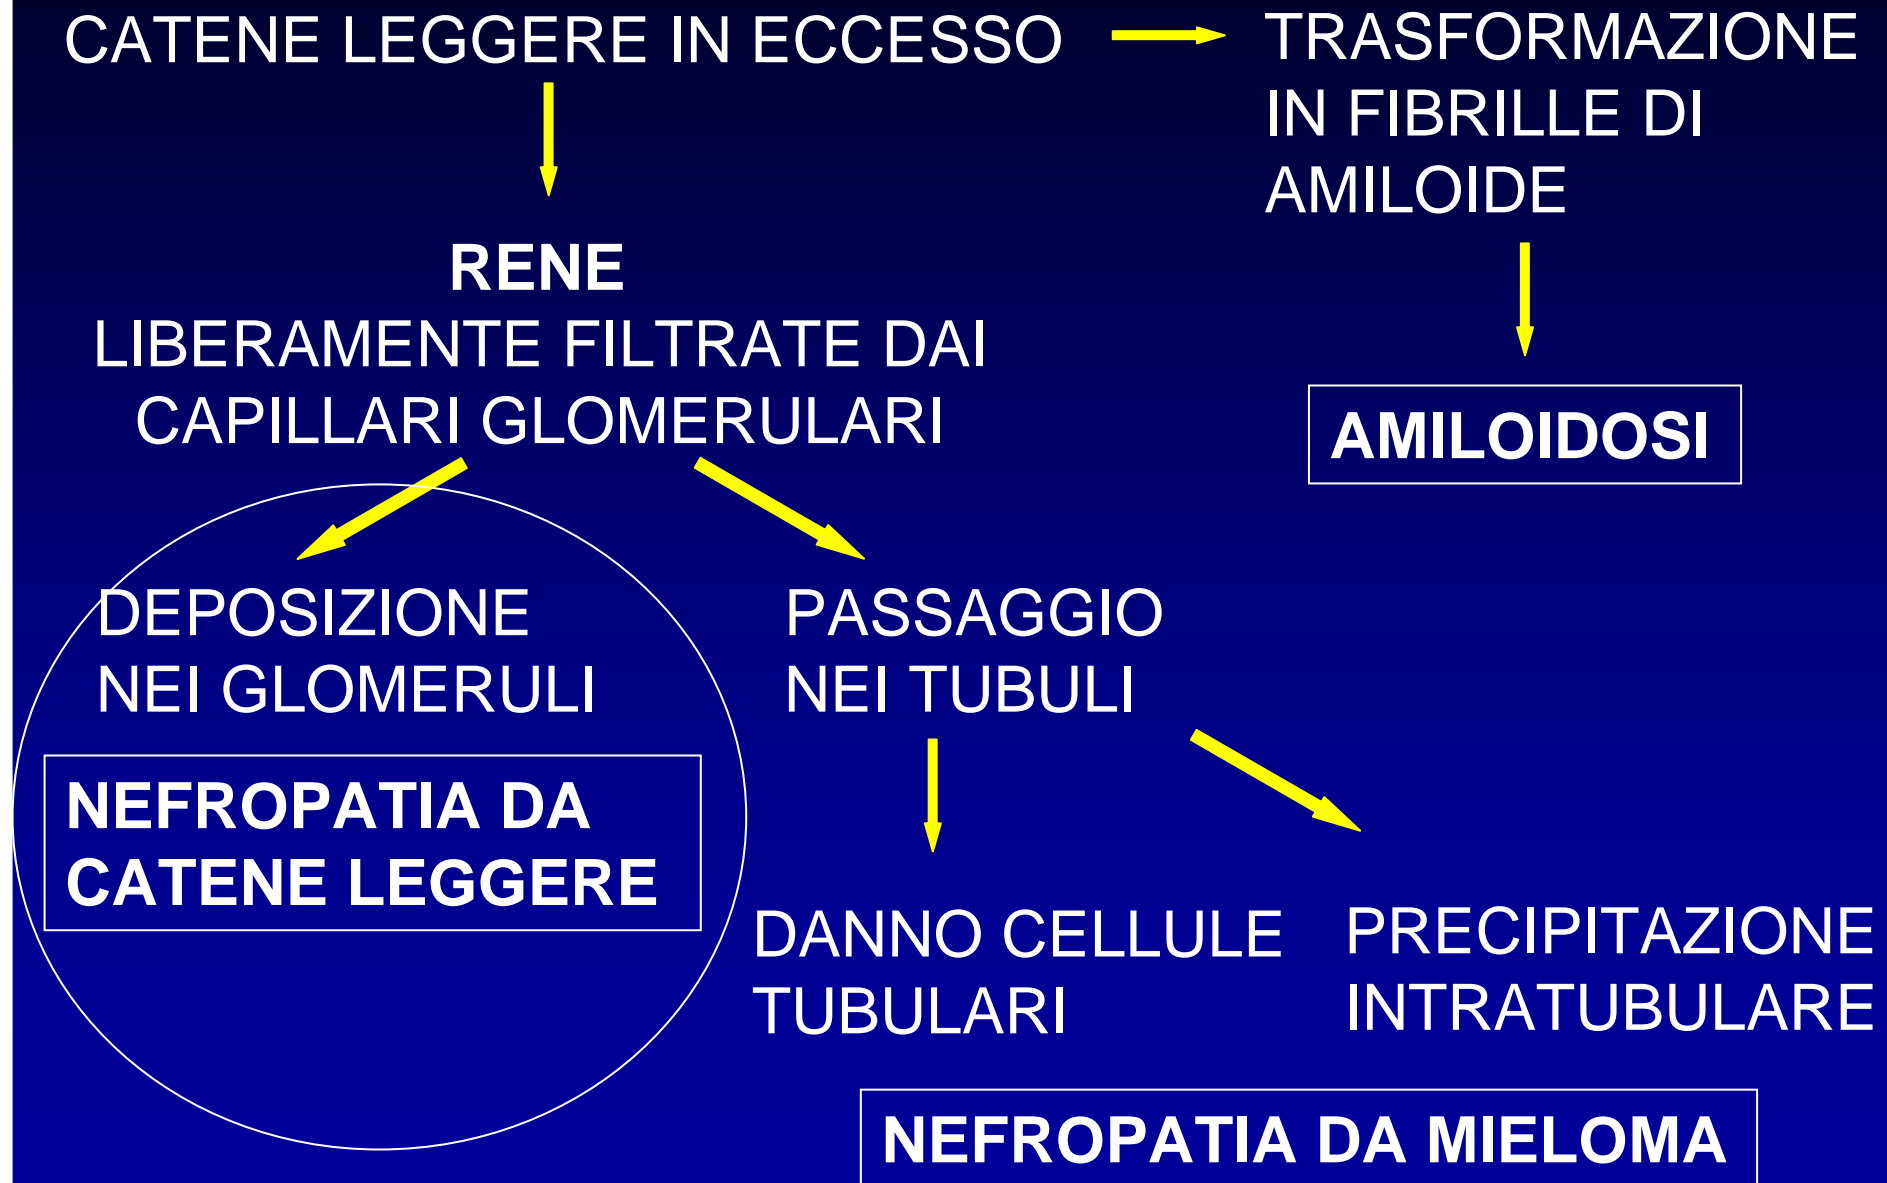 CATENE LEGGERE IN ECCESSO
TRASFORMAZIONE
IN FIBRILLE DI
AMILOIDE
RENE
LIBERAMENTE FILTRATE DAI
CAPILLARI GLOMERULARI
AMILOIDOSI
DEPOSIZIONE
NEI GLOMERULI
PASSAGGIO
NEI TUBULI
NEFROPATIA DA
CATENE LEGGERE
DANNO CELLULE
TUBULARI
PRECIPITAZIONE
INTRATUBULARE
NEFROPATIA DA MIELOMA